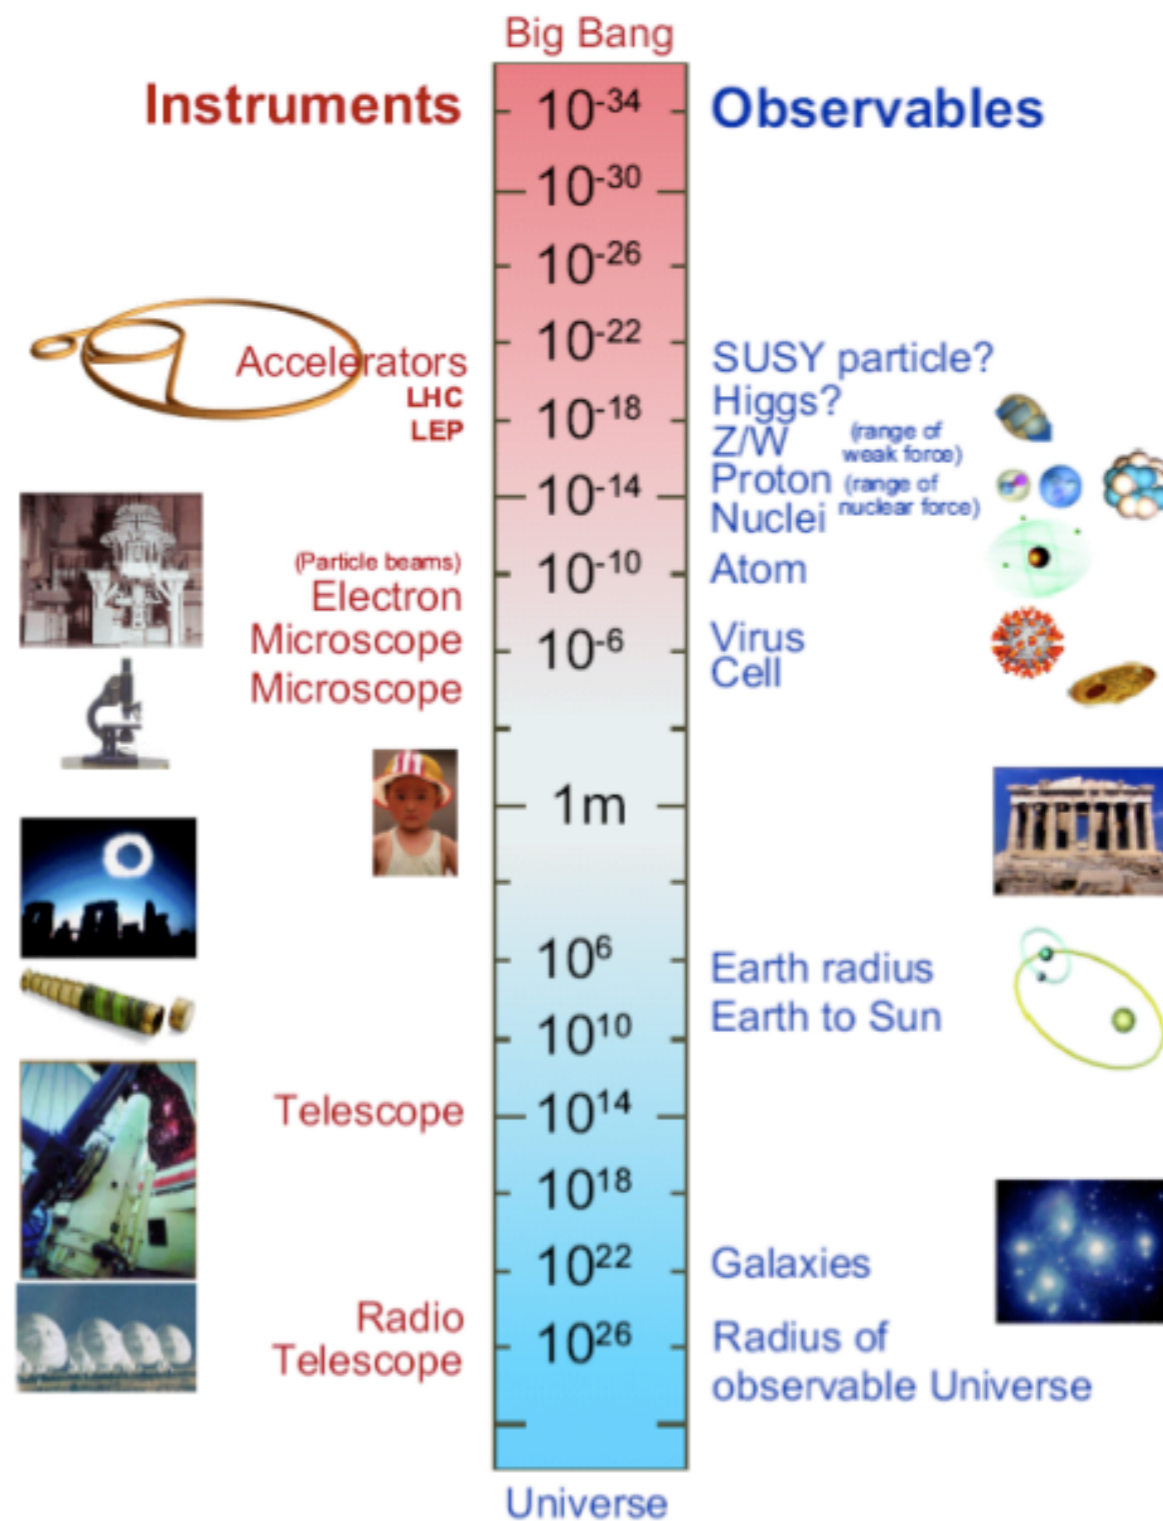 Big Bang
Instruments
Observables
10-34
10-30
10-26
10-22
Accelerators
LHC
LEP
SUSY particle?
Higgs?
10-18
Z/W (range of weak force)
Proton (range of nuclear force)
10-14
Nuclei
(Particle beams)
10-10
Atom
Electron
Microscope
10-6
Virus
Cell
Microscope
1m
106
Earth radius
Earth to Sun
1010
Telescope
1014
1018
1022
Galaxies
Radio
Telescope
1026
Radius of
observable Universe
Universe